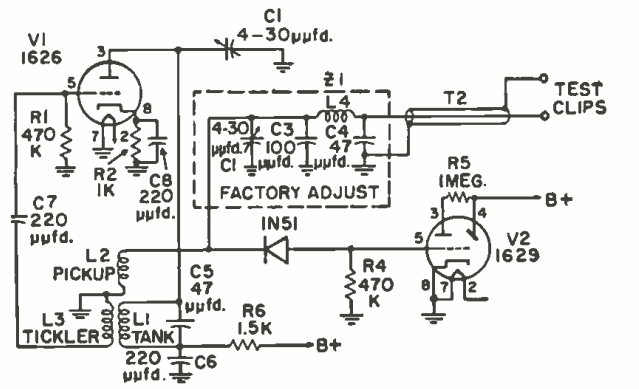 C1
4-30μμfd.
V1
1626
3
5
8
7
2
R1
470
K
R2
1K
C8
220
μμfd.
C7
220
μμfd.
Z1
L4
4-30
μμfd.
C1
C3
100
μμfd.
C4
47
μμfd.
FACTORY ADJUST
T2
TEST
CLIPS
R5
1MEG.
B+
3
4
5
V2
1629
8
7
2
1N51
R4
470
K
L2
PICKUP
C5
47
μμfd.
L3
TICKLER
L1
TANK
R6
1.5K
B+
220
μμfd.
C6